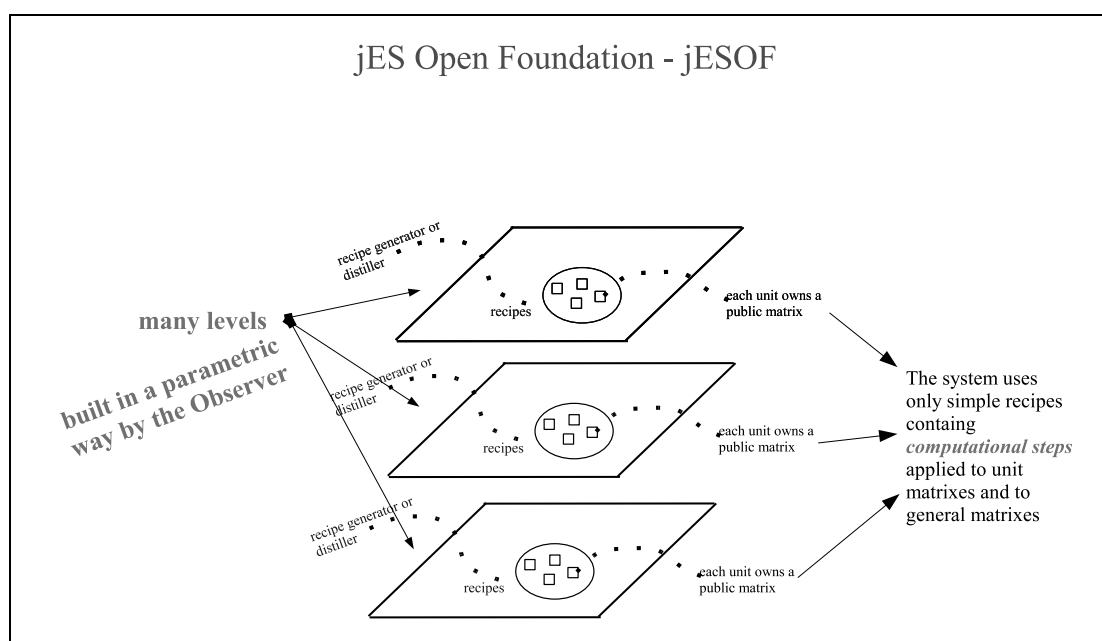 jES Open Foundation - jESOF
recipe generator or
distiller
recipes
each unit owns a
public matrix
many levels
built in a parametric
way by the Observer
recipe generator or
distiller
recipes
each unit owns a
public matrix
The system uses
only simple recipes
containg
computational steps
applied to unit
matrixes and to
general matrixes
recipe generator or
distiller
recipes
each unit owns a
public matrix